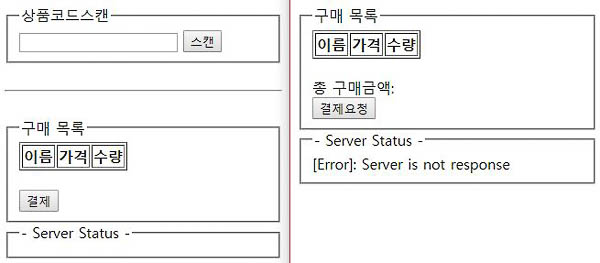 상품코드스캔
스캔
구매 목록
이름 가격 수량
결제
- Server Status -
구매 목록
이름 가격 수량
종 구매금액:
결제요청
- Server Status -
[Error]: Server is not response